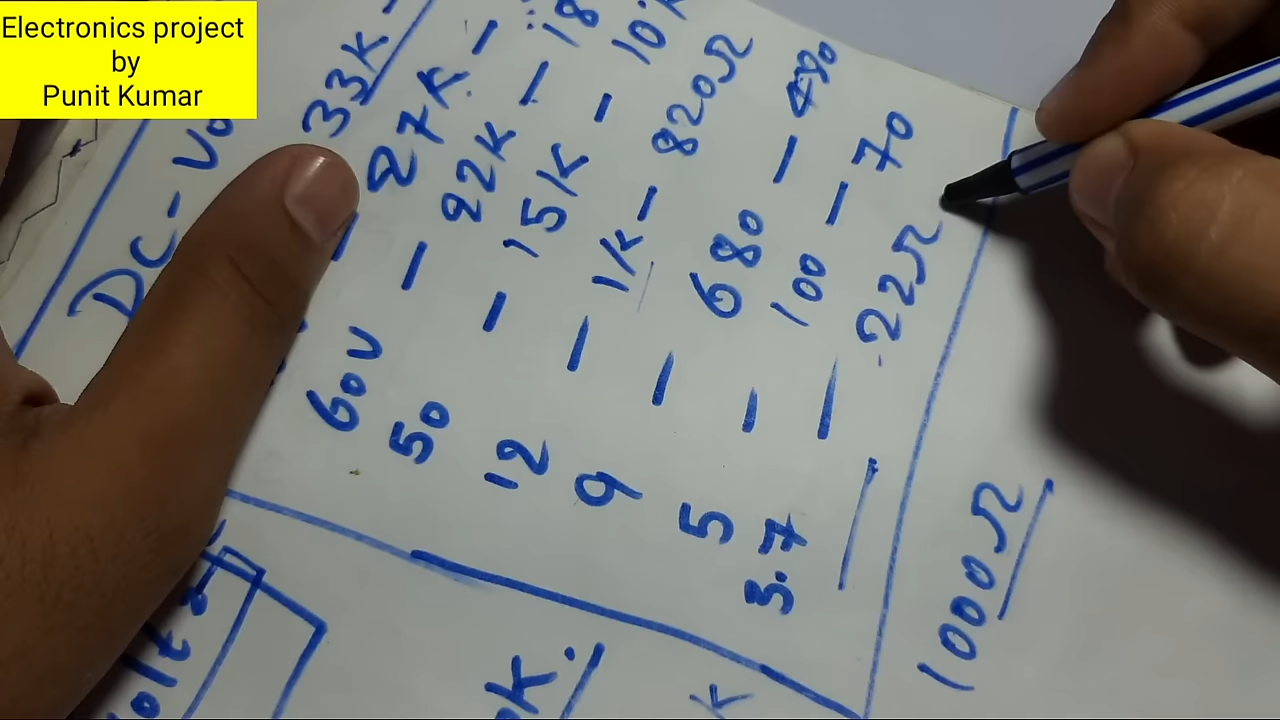 Electronics project
by
Punit Kumar
DC-Vo
33K -
- 27K -
60V - 22K - 18
50 - 15K - 10K
12 - 1K - 820Ω
9 - 680 - 490
5 - 100 - 70
3.7 - 22Ω
1000Ω
K.
K